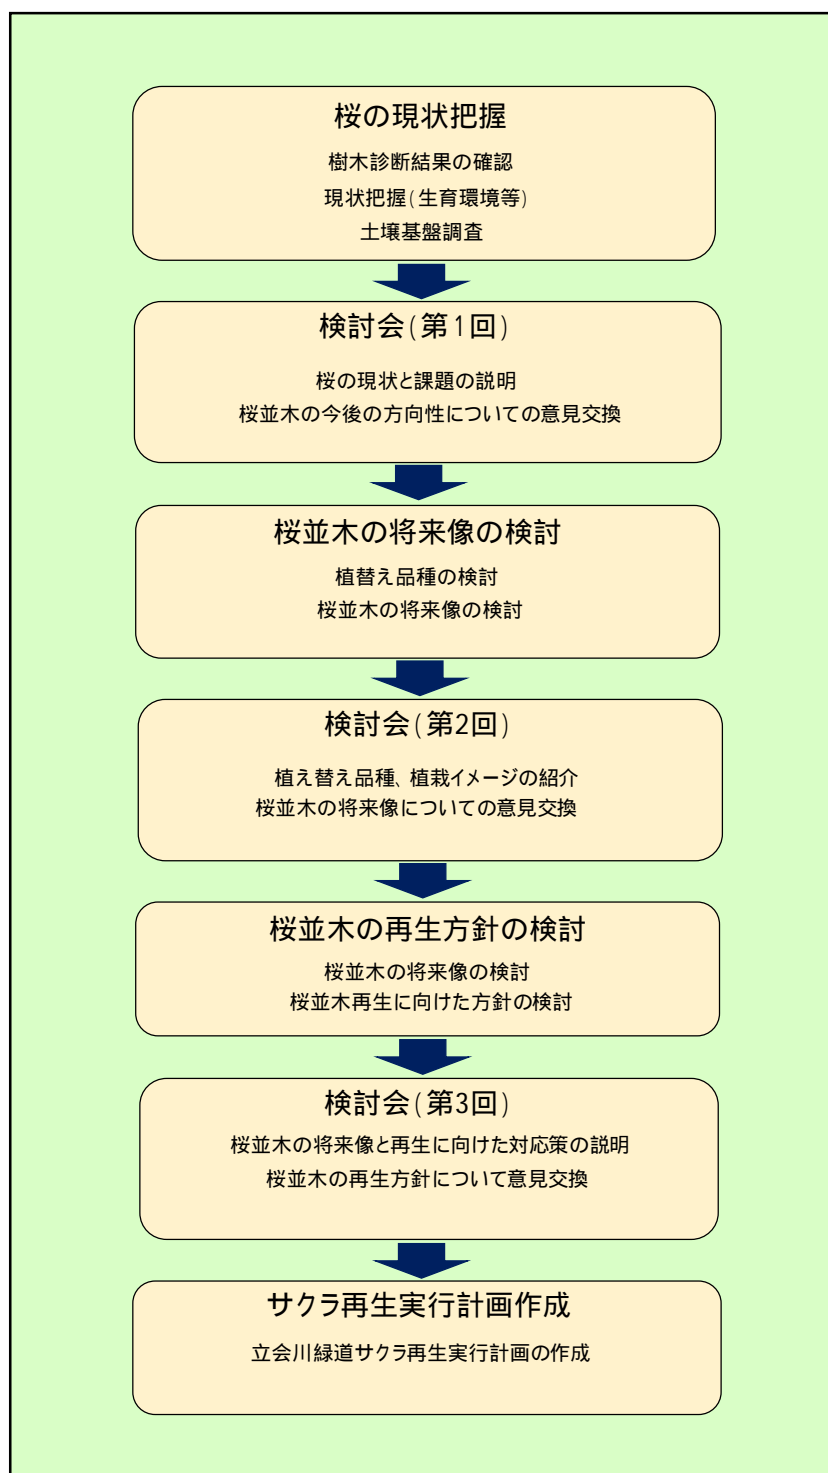 桜の現状把握
樹木診断結果の確認
現状把握(生育環境等)
土壌基盤調査
検討会(第1回)
桜の現状と課題の説明
桜並木の今後の方向性についての意見交換
桜並木の将来像の検討
植替え品種の検討
桜並木の将来像の検討
検討会(第2回)
植え替え品種、植栽イメージの紹介
桜並木の将来像についての意見交換
桜並木の再生方針の検討
桜並木の将来像の検討
桜並木再生に向けた方針の検討
検討会(第3回)
桜並木の将来像と再生に向けた対応策の説明
桜並木の再生方針について意見交換
サクラ再生実行計画作成
立会川緑道サクラ再生実行計画の作成